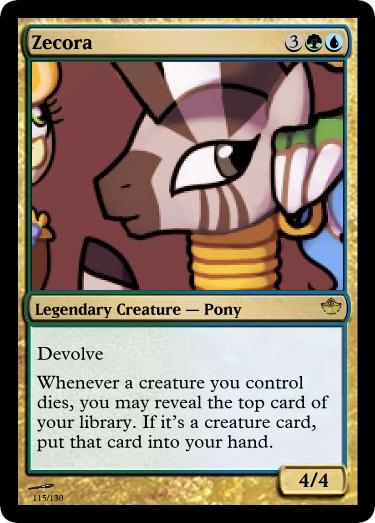 Zecora 3
Legendary Creature — Pony
Devolve
Whenever a creature you control
dies, you may reveal the top card of
your library. If it's a creature card,
put that card into your hand.
4/4
115/130